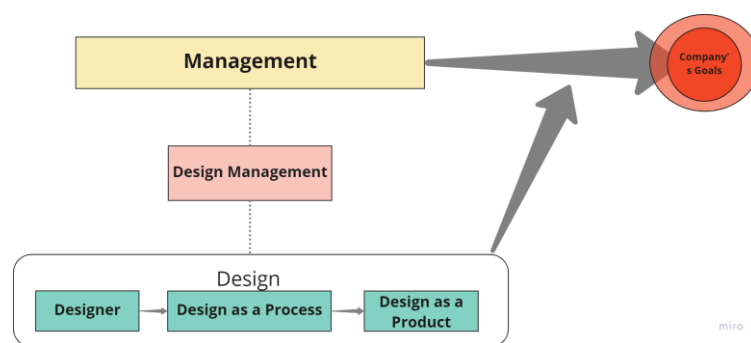 Management
Company'
s Goals
Design Management
Design
Designer
Design as a Process
Design as a
Product
miro